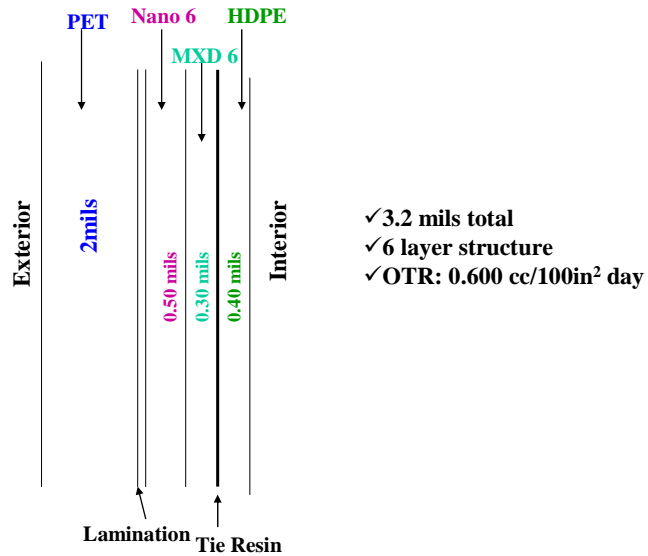 PET
Nano 6
HDPE
MXD 6
Exterior
2mils
0.50 mils
0.30 mils
0.40 mils
Interior
✓3.2 mils total
✓6 layer structure
✓OTR: 0.600 cc/100in² day
Lamination
Tie Resin